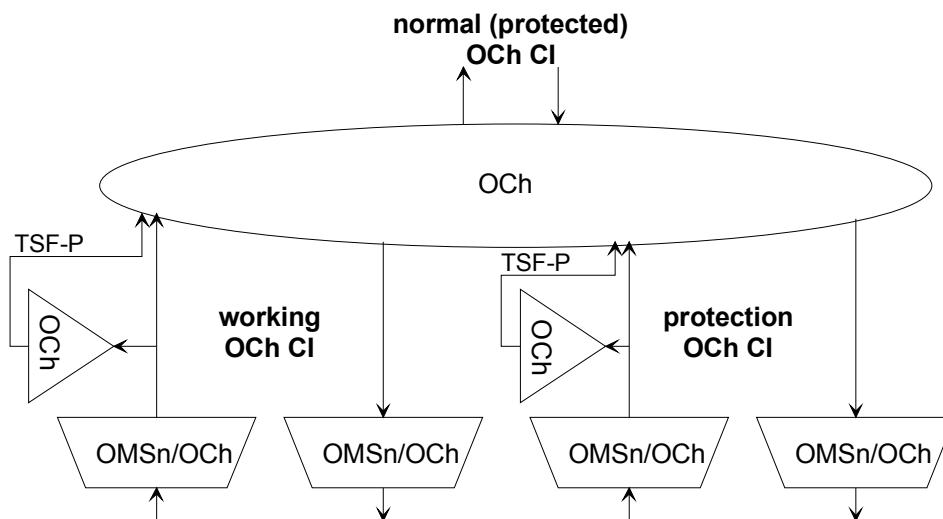 normal (protected)
OCh CI
OCh
TSF-P
TSF-P
OCh
working
OCh CI
OCh
protection
OCh CI
OMSn/OCh
OMSn/OCh
OMSn/OCh
OMSn/OCh